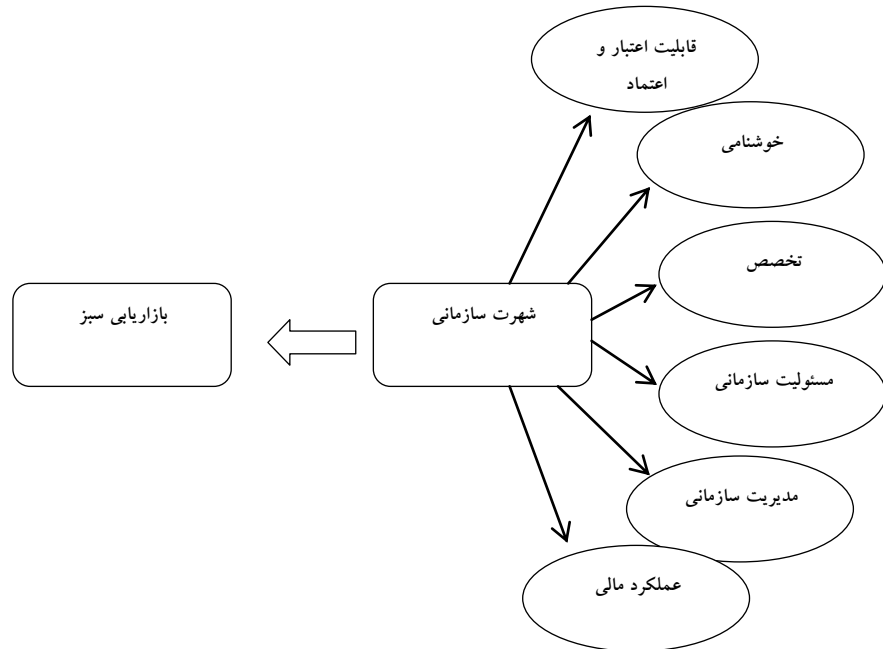 قابلیت اعتبار و
اعتماد
خوشنامی
تخصص
شهرت سازمانی
بازاریابی سبز
مسئولیت سازمانی
مدیریت سازمانی
عملکرد مالی